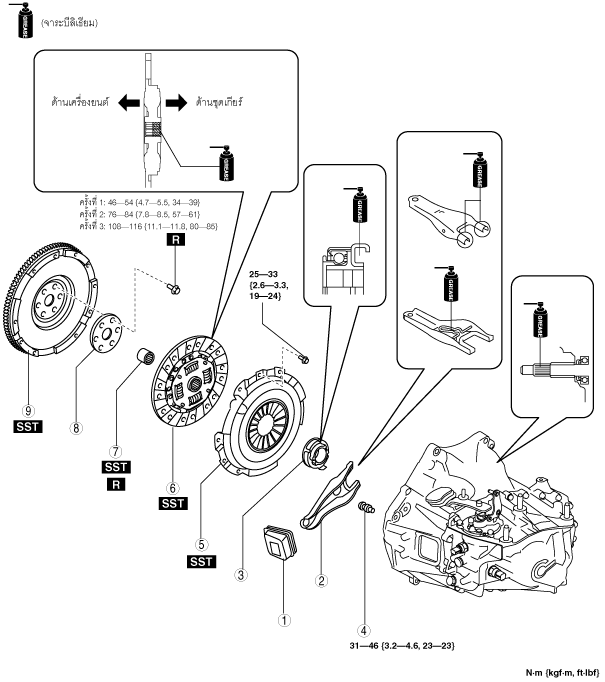 GREASE (จาระบีลิเธียม)
ด้านเครื่องยนต์ ด้านชุดเกียร์
GREASE
ครั้งที่ 1: 46—54 {4.7—5.5, 34—39}
ครั้งที่ 2: 76—84 {7.8—8.5, 57—61}
ครั้งที่ 3: 108—116 {11.1—11.8, 80—85}
R
GREASE
GREASE
GREASE
GREASE
25—33
{2.6—3.3,
19—24}
9
SST
8
7
SST
R
6
SST
5
SST
3
2
1
4
31—46 {3.2—4.6, 23—23}
N·m {kgf·m, ft·lbf}